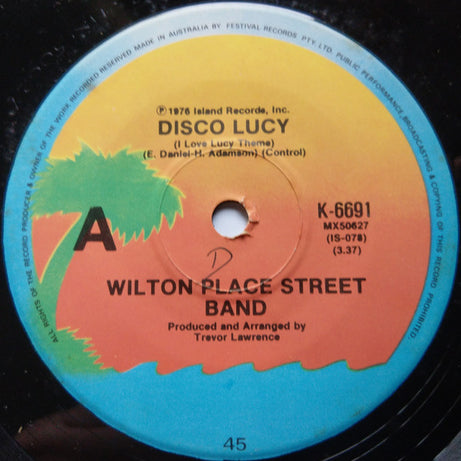 ALL RIGHTS OF THE RECORD PRODUCER & OWNER OF THE WORK RECORDED RESERVED MADE IN AUSTRALIA BY FESTIVAL RECORDS PTY. LTD. PUBLIC PERFORMANCE, BROADCASTING & COPYING OF THIS RECORD PROHIBITED.
℗ 1976 Island Records, Inc.
DISCO LUCY
(I Love Lucy Theme)
(E. Daniel-H. Adamson) (Control)
A
K-6691
MX50627
(IS-078)
(3.37)
D
WILTON PLACE STREET
BAND
Produced and Arranged by
Trevor Lawrence
45